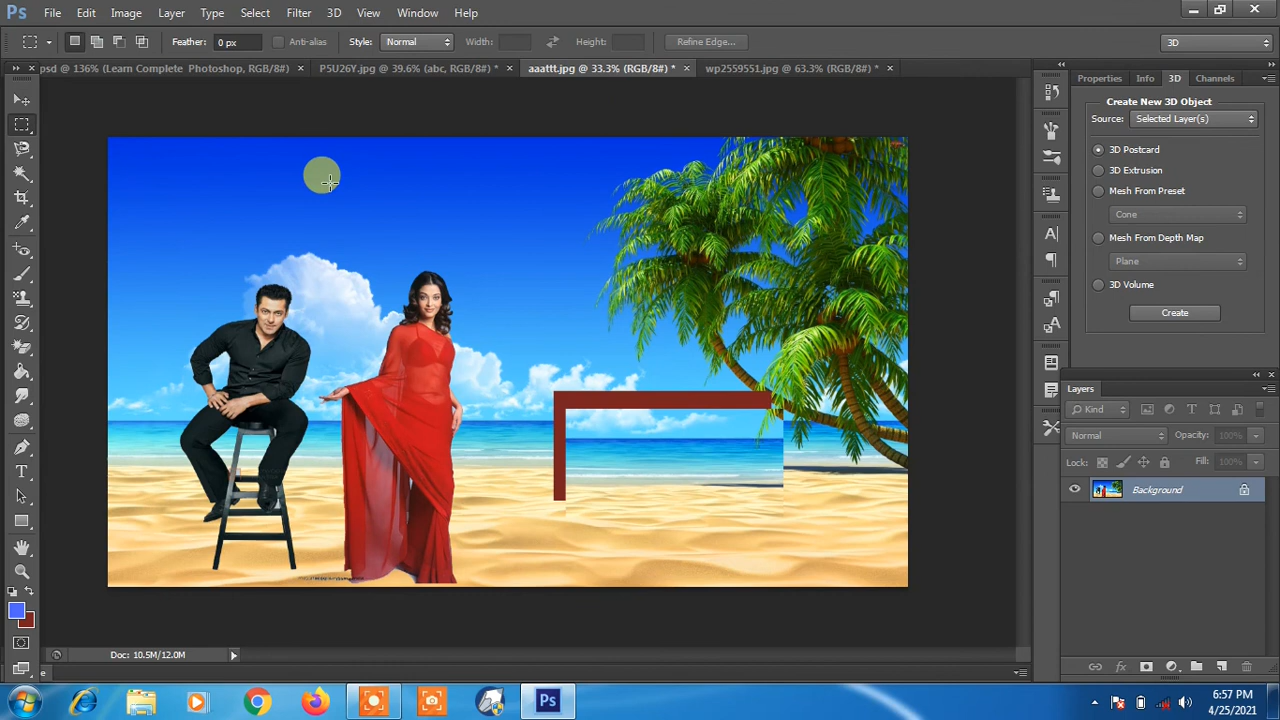 Ps File Edit Image Layer Type Select Filter 3D View Window Help
Feather: 0 px Anti-alias Style: Normal Width: Height: Refine Edge... 3D
psd @ 136% (Learn Complete Photoshop, RGB/8#) × P5U26Y.jpg @ 39.6% (abc, RGB/8#) * × aaattt.jpg @ 33.3% (RGB/8#) * × wp2559551.jpg @ 63.3% (RGB/8#) * ×
Properties Info 3D Channels
Create New 3D Object
Source: Selected Layer(s)
3D Postcard
3D Extrusion
Mesh From Preset
Cone
Mesh From Depth Map
Plane
3D Volume
Create
Layers
Kind
Normal Opacity: 100%
Lock: Fill: 100%
Background
Doc: 10.5M/12.0M
Ps
6:57 PM
4/25/2021